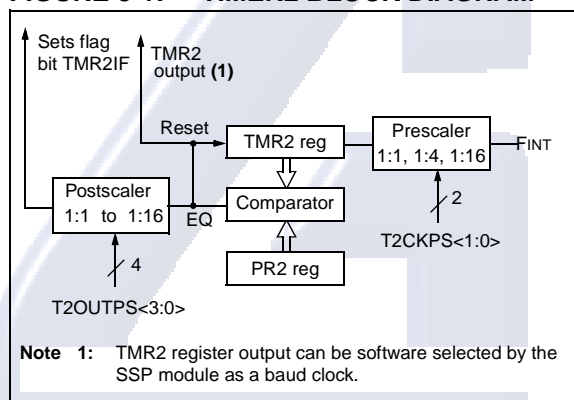 Sets flag
bit TMR2IF
TMR2
output (1)
Reset
TMR2 reg
Prescaler
1:1, 1:4, 1:16
FINT
Postscaler
1:1 to 1:16
EQ
Comparator
2
T2CKPS<1:0>
4
PR2 reg
T2OUTPS<3:0>
Note 1: TMR2 register output can be software selected by the
SSP module as a baud clock.